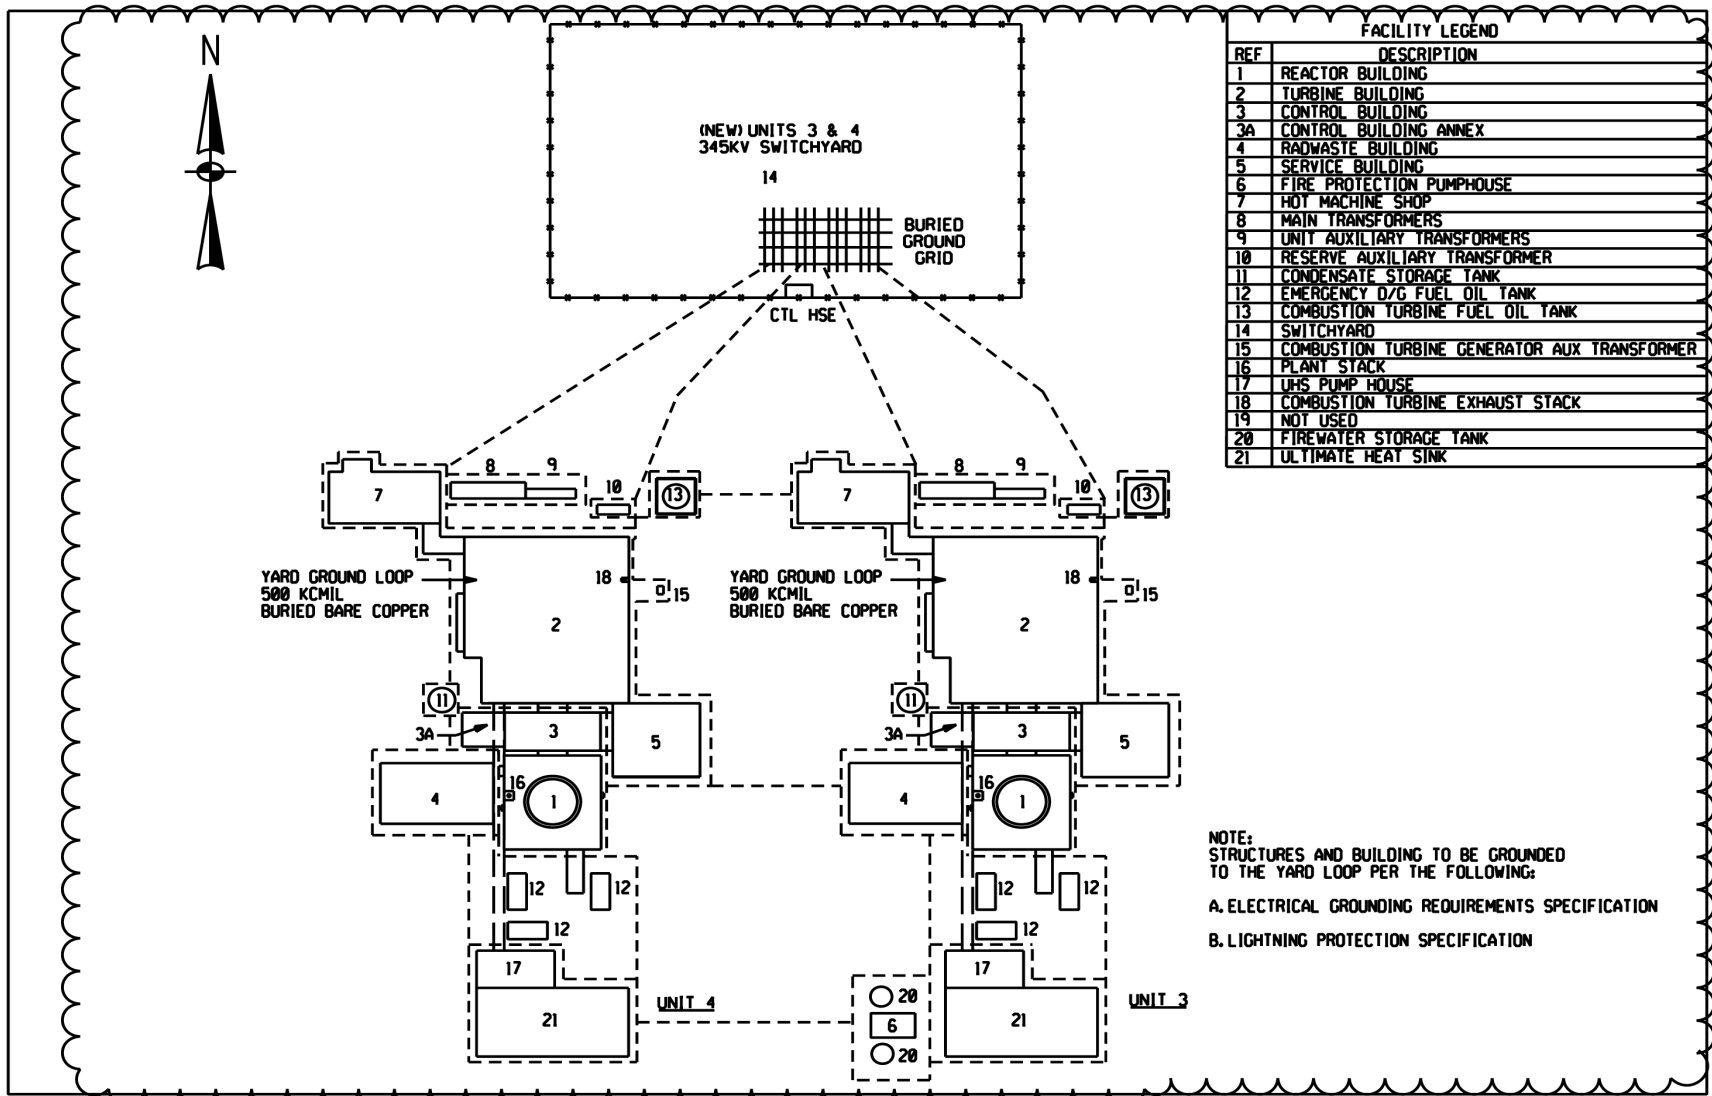 N
(NEW) UNITS 3 & 4
345KV SWITCHYARD
14
BURIED
GROUND
GRID
CTL HSE
FACILITY LEGEND
REF DESCRIPTION
1 REACTOR BUILDING
2 TURBINE BUILDING
3 CONTROL BUILDING
3A CONTROL BUILDING ANNEX
4 RADWASTE BUILDING
5 SERVICE BUILDING
6 FIRE PROTECTION PUMPHOUSE
7 HOT MACHINE SHOP
8 MAIN TRANSFORMERS
9 UNIT AUXILIARY TRANSFORMERS
10 RESERVE AUXILIARY TRANSFORMER
11 CONDENSATE STORAGE TANK
12 EMERGENCY D/G FUEL OIL TANK
13 COMBUSTION TURBINE FUEL OIL TANK
14 SWITCHYARD
15 COMBUSTION TURBINE GENERATOR AUX TRANSFORMER
16 PLANT STACK
17 UHS PUMP HOUSE
18 COMBUSTION TURBINE EXHAUST STACK
19 NOT USED
20 FIREWATER STORAGE TANK
21 ULTIMATE HEAT SINK
7
8
9
10
13
YARD GROUND LOOP
500 KCMIL
BURIED BARE COPPER
18
15
2
11
3A
3
5
4
16
1
12
12
12
17
21
UNIT 4
7
8
9
10
13
YARD GROUND LOOP
500 KCMIL
BURIED BARE COPPER
18
15
2
11
3A
3
5
4
16
1
12
12
12
17
21
20
6
20
UNIT 3
NOTE:
STRUCTURES AND BUILDING TO BE GROUNDED
TO THE YARD LOOP PER THE FOLLOWING:
A. ELECTRICAL GROUNDING REQUIREMENTS SPECIFICATION
B. LIGHTNING PROTECTION SPECIFICATION